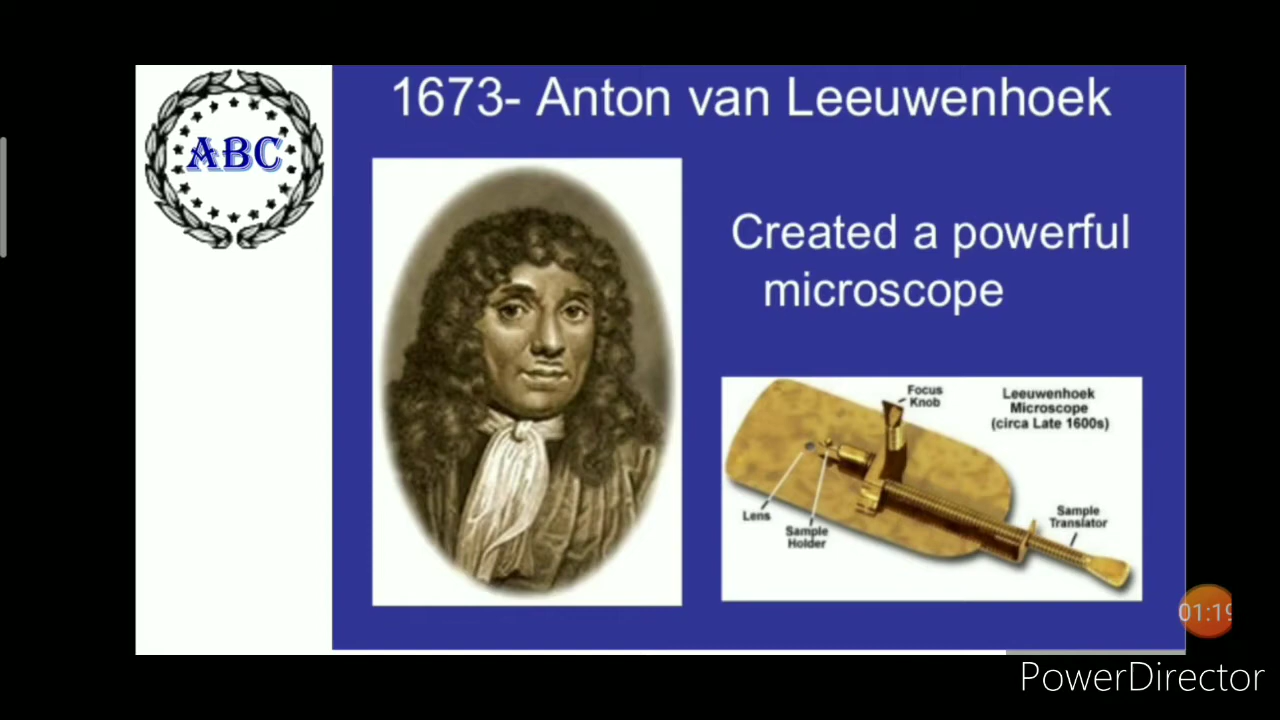 1673- Anton van Leeuwenhoek
ABC
Created a powerful
microscope
Focus
Knob
Leeuwenhoek
Microscope
(circa Late 1600s)
Lens
Sample
Holder
Sample
Translator
01:19
PowerDirector